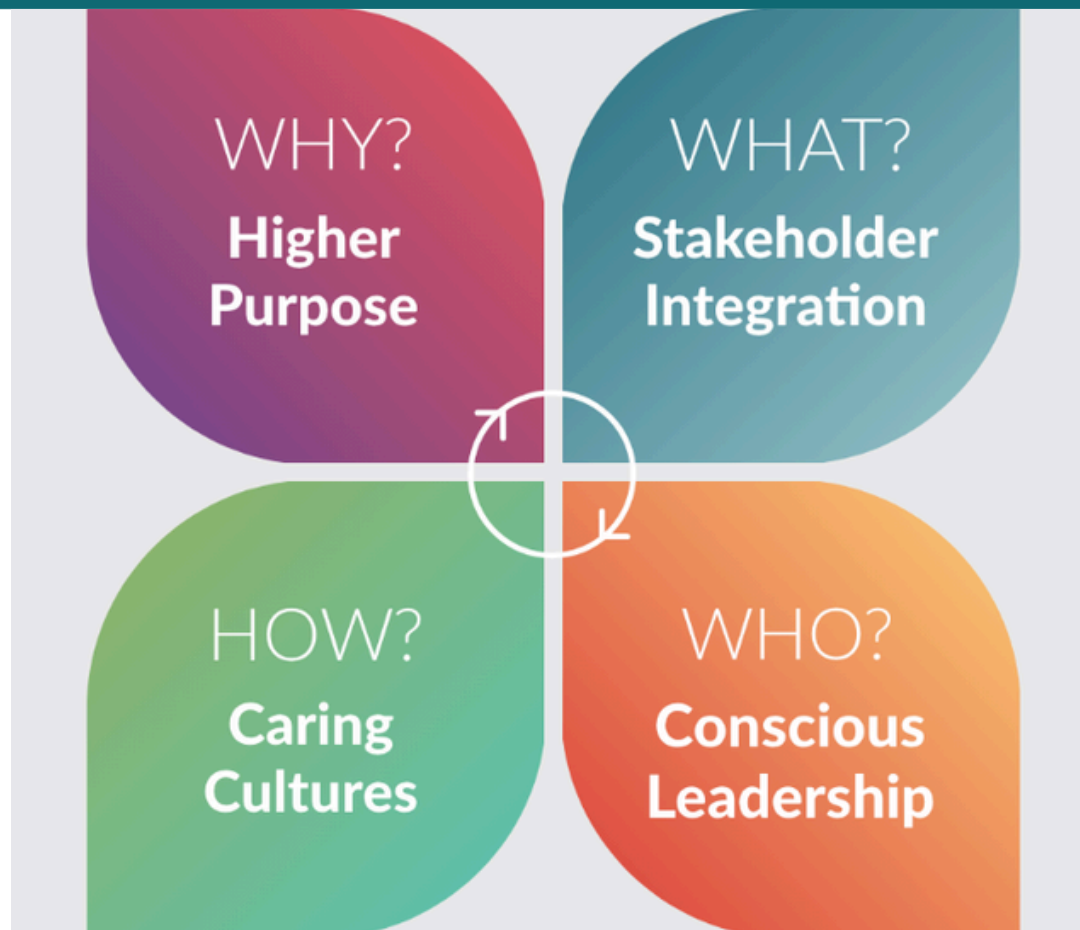 WHY?
Higher
Purpose
WHAT?
Stakeholder
Integration
HOW?
Caring
Cultures
WHO?
Conscious
Leadership